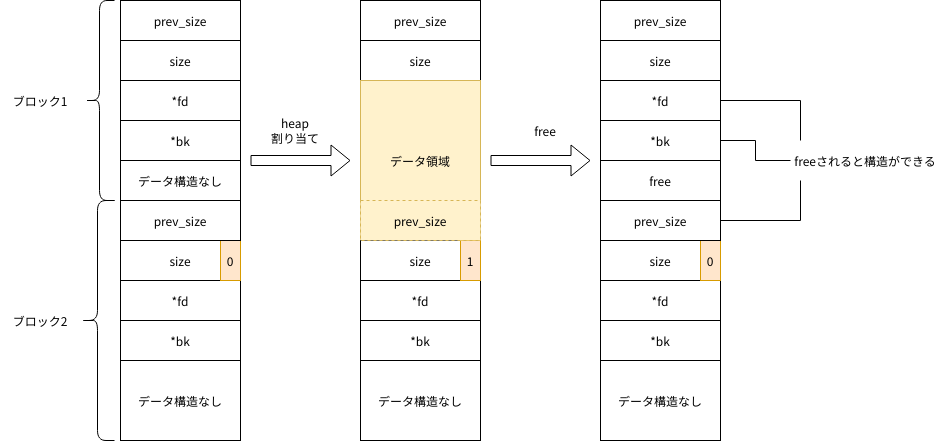 ブロック1
prev_size
size
*fd
*bk
データ構造なし
ブロック2
prev_size
size
0
*fd
*bk
データ構造なし
heap
割り当て
prev_size
size
データ領域
prev_size
size
1
*fd
*bk
データ構造なし
free
prev_size
size
*fd
*bk
free
prev_size
size
0
*fd
*bk
データ構造なし
freeされると構造ができる